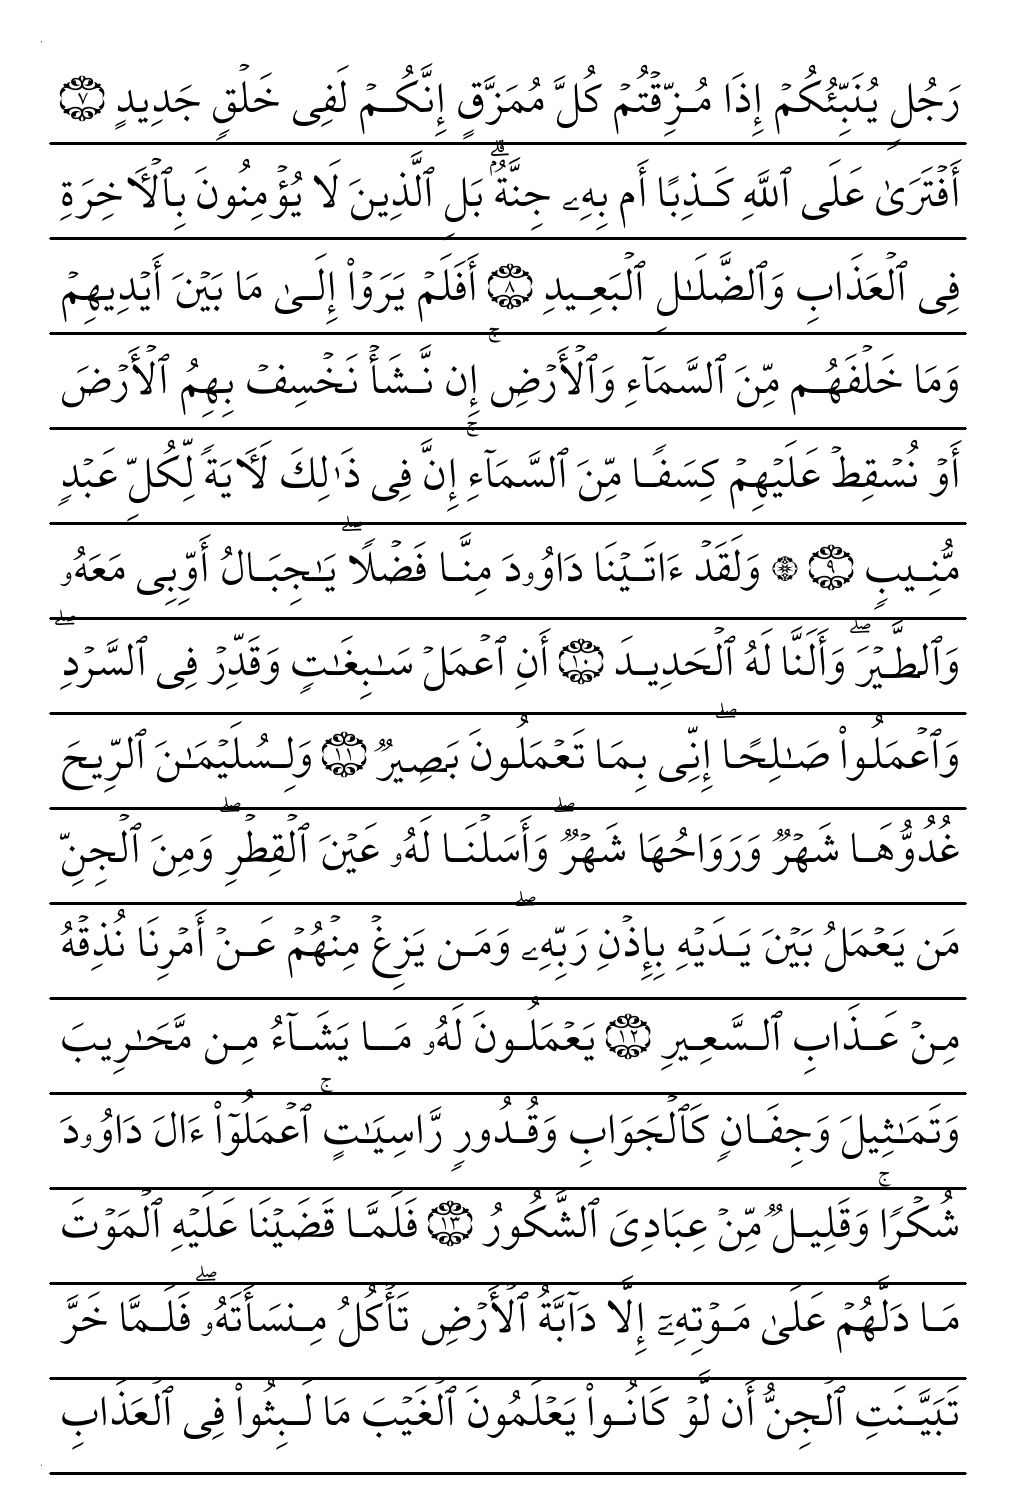 رَجُلٍ يُنَبِّئُكُمْ إِذَا مُزِّقْتُمْ كُلَّ مُمَزَّقٍ إِنَّكُمْ لَفِى خَلْقٍ جَدِيدٍ ٧
أَفْتَرَىٰ عَلَى ٱللَّهِ كَذِبًا أَم بِهِۦ جِنَّةٌۢ ۗ بَلِ ٱلَّذِينَ لَا يُؤْمِنُونَ بِٱلْـَٔاخِرَةِ
فِى ٱلْعَذَابِ وَٱلضَّلَـٰلِ ٱلْبَعِيدِ ٨ أَفَلَمْ يَرَوْا۟ إِلَىٰ مَا بَيْنَ أَيْدِيهِمْ
وَمَا خَلْفَهُم مِّنَ ٱلسَّمَآءِ وَٱلْأَرْضِ ۚ إِن نَّشَأْ نَخْسِفْ بِهِمُ ٱلْأَرْضَ
أَوْ نُسْقِطْ عَلَيْهِمْ كِسَفًا مِّنَ ٱلسَّمَآءِ ۚ إِنَّ فِى ذَٰلِكَ لَـَٔايَةً لِّكُلِّ عَبْدٍ
مُّنِيبٍ ٩ ۞ وَلَقَدْ ءَاتَيْنَا دَاوُۥدَ مِنَّا فَضْلًا ۖ يَـٰجِبَالُ أَوِّبِى مَعَهُۥ
وَٱلطَّيْرَ ۖ وَأَلَنَّا لَهُ ٱلْحَدِيدَ ١٠ أَنِ ٱعْمَلْ سَـٰبِغَـٰتٍ وَقَدِّرْ فِى ٱلسَّرْدِ ۖ
وَٱعْمَلُوا۟ صَـٰلِحًا ۖ إِنِّى بِمَا تَعْمَلُونَ بَصِيرٌ ١١ وَلِسُلَيْمَـٰنَ ٱلرِّيحَ
غُدُوُّهَا شَهْرٌ وَرَوَاحُهَا شَهْرٌ ۖ وَأَسَلْنَا لَهُۥ عَيْنَ ٱلْقِطْرِ ۖ وَمِنَ ٱلْجِنِّ
مَن يَعْمَلُ بَيْنَ يَدَيْهِ بِإِذْنِ رَبِّهِۦ ۖ وَمَن يَزِغْ مِنْهُمْ عَنْ أَمْرِنَا نُذِقْهُ
مِنْ عَذَابِ ٱلسَّعِيرِ ١٢ يَعْمَلُونَ لَهُۥ مَا يَشَآءُ مِن مَّحَـٰرِيبَ
وَتَمَـٰثِيلَ وَجِفَانٍ كَٱلْجَوَابِ وَقُدُورٍ رَّاسِيَـٰتٍ ۚ ٱعْمَلُوٓا۟ ءَالَ دَاوُۥدَ
شُكْرًا ۚ وَقَلِيلٌ مِّنْ عِبَادِىَ ٱلشَّكُورُ ١٣ فَلَمَّا قَضَيْنَا عَلَيْهِ ٱلْمَوْتَ
مَا دَلَّهُمْ عَلَىٰ مَوْتِهِۦٓ إِلَّا دَآبَّةُ ٱلْأَرْضِ تَأْكُلُ مِنسَأَتَهُۥ ۖ فَلَمَّا خَرَّ
تَبَيَّنَتِ ٱلْجِنُّ أَن لَّوْ كَانُوا۟ يَعْلَمُونَ ٱلْغَيْبَ مَا لَبِثُوا۟ فِى ٱلْعَذَابِ